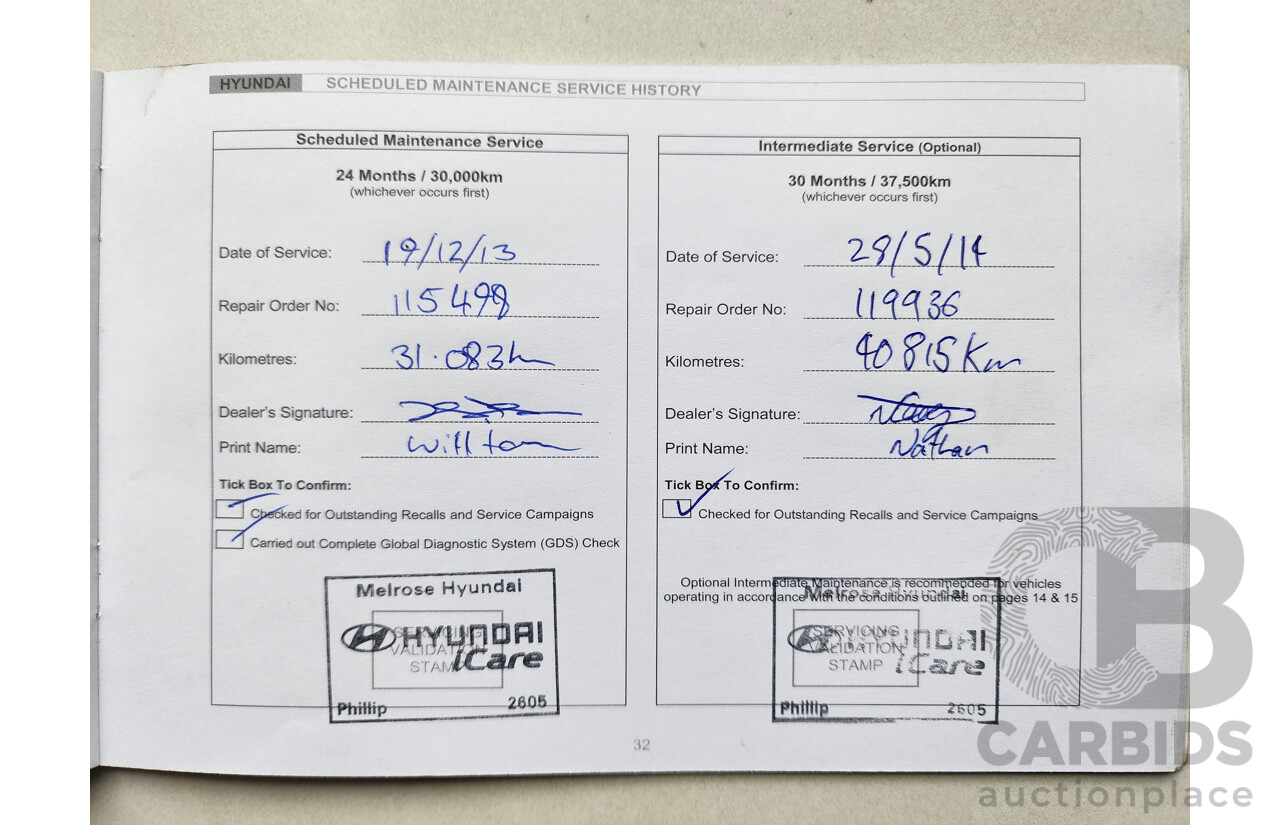 HYUNDAI SCHEDULED MAINTENANCE SERVICE HISTORY
Scheduled Maintenance Service
24 Months / 30,000km
(whichever occurs first)
Date of Service: 19/12/13
Repair Order No: 115498
Kilometres: 31.083km
Dealer's Signature:
Print Name:
Tick Box To Confirm:
Checked for Outstanding Recalls and Service Campaigns
Carried out Complete Global Diagnostic System (GDS) Check
Melrose Hyundai
SERVICING
HYUNDAI
VALIDATION
iCare
STAMP
Phillip 2605
Intermediate Service (Optional)
30 Months / 37,500km
(whichever occurs first)
Date of Service: 28/5/14
Repair Order No: 119936
Kilometres: 40815Km
Dealer's Signature:
Print Name: Nathan
Tick Box To Confirm:
Checked for Outstanding Recalls and Service Campaigns
Optional Intermediate Maintenance is recommended for vehicles
operating in accordance with the conditions outlined on pages 14 & 15
Melrose Hyundai
SERVICING
HYUNDAI
VALIDATION
iCare
STAMP
Phillip 2605
32
CB
CARBIDS
auctionplace